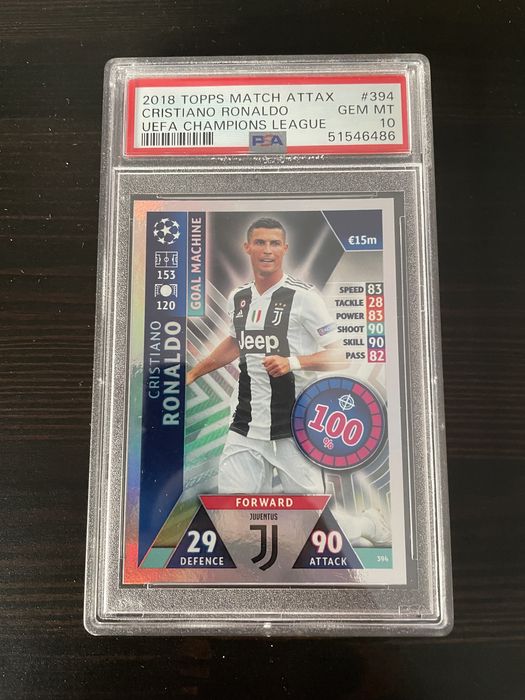 2018 TOPPS MATCH ATTAX #394
CRISTIANO RONALDO GEM MT
UEFA CHAMPIONS LEAGUE 10
PSA 51546486
€15m
153
120
GOAL MACHINE
CRISTIANO
RONALDO
SPEED 83
TACKLE 28
POWER 83
SHOOT 90
SKILL 90
PASS 82
Jeep
100
%
FORWARD
JUVENTUS
29
DEFENCE
90
ATTACK
394